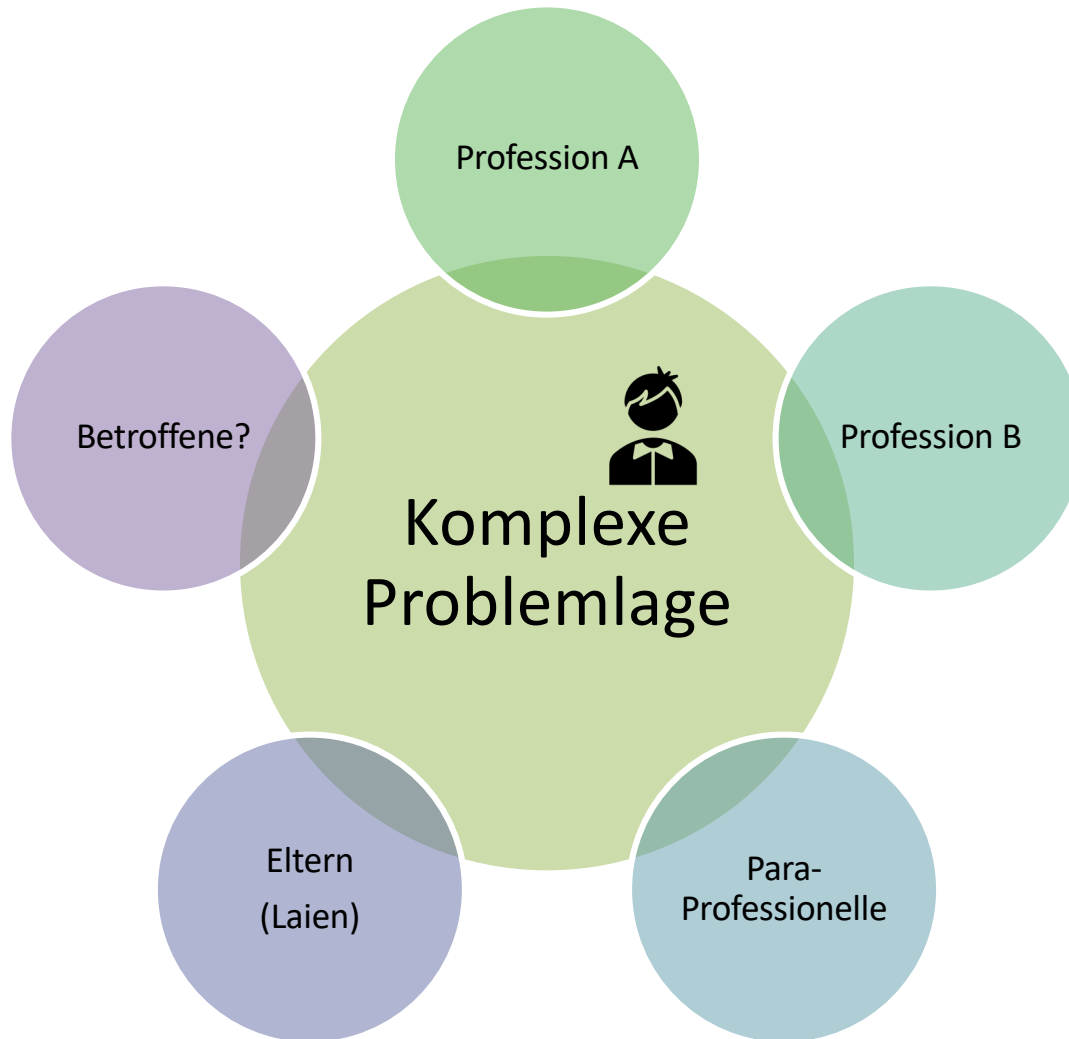 Profession A
Betroffene?
Profession B
Komplexe
Problemlage
Eltern
(Laien)
Para-
Professionelle